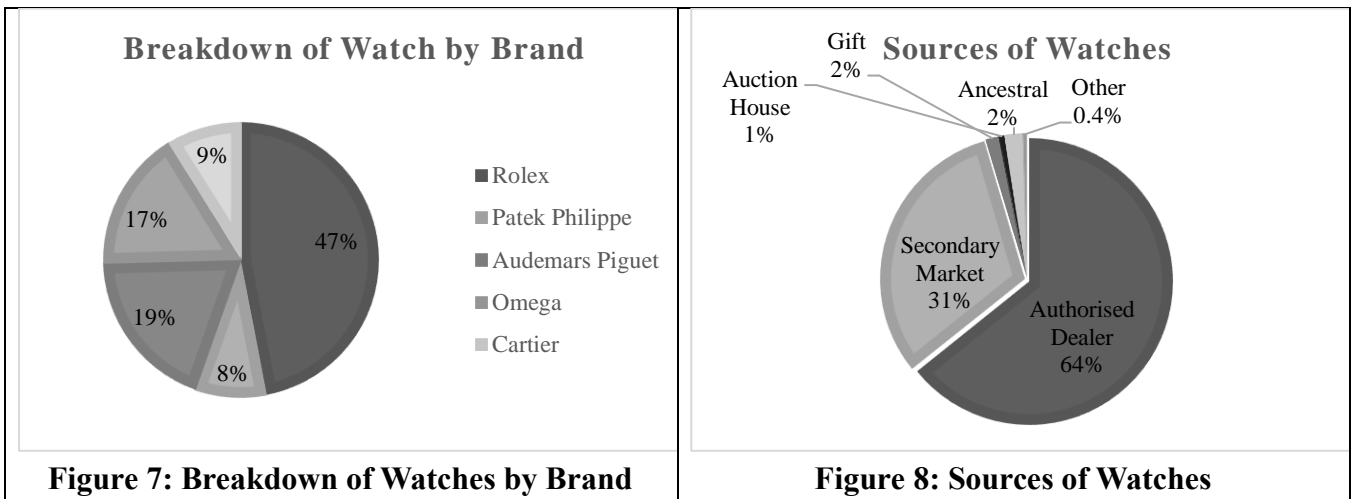 Breakdown of Watch by Brand
9%
17%
47%
19%
8%
Rolex
Patek Philippe
Audemars Piguet
Omega
Cartier
Figure 7: Breakdown of Watches by Brand
Sources of Watches
Gift
2%
Auction
House
1%
Ancestral
2%
Other
0.4%
Secondary
Market
31%
Authorised
Dealer
64%
Figure 8: Sources of Watches